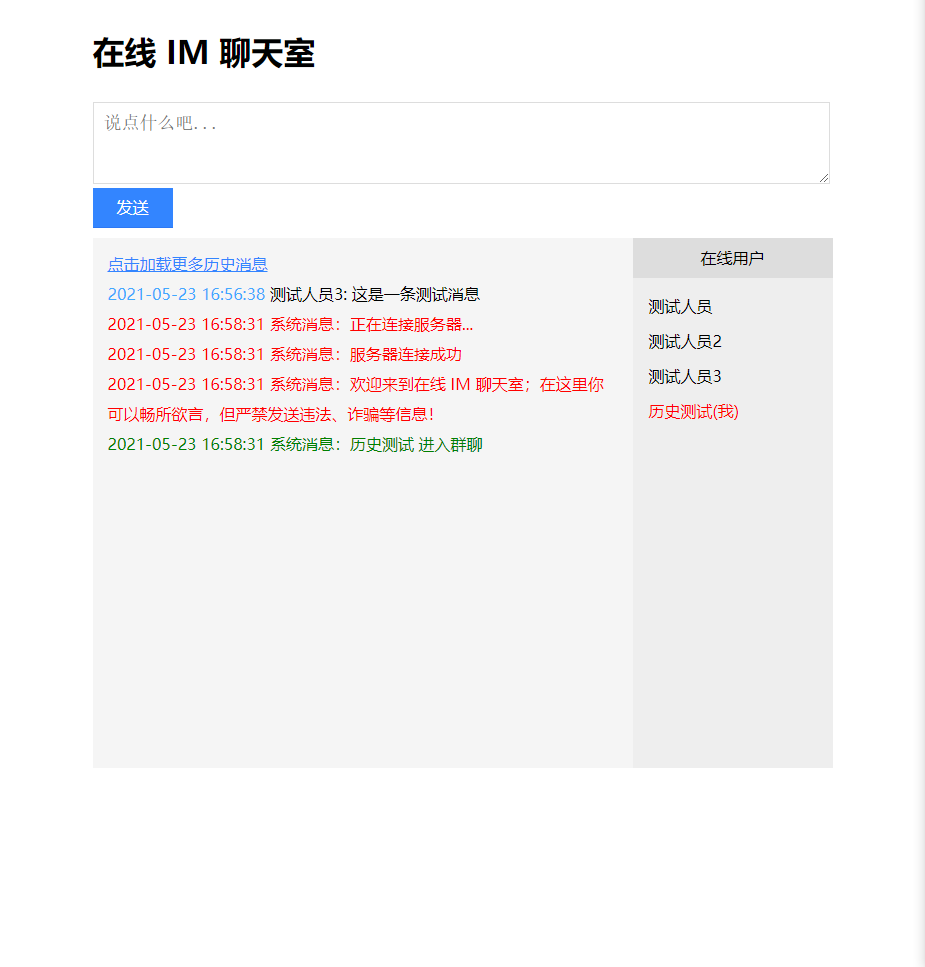 在线 IM 聊天室
说点什么吧...
发送
点击加载更多历史消息
2021-05-23 16:56:38 测试人员3: 这是一条测试消息
2021-05-23 16:58:31 系统消息：正在连接服务器...
2021-05-23 16:58:31 系统消息：服务器连接成功
2021-05-23 16:58:31 系统消息：欢迎来到在线 IM 聊天室；在这里你
可以畅所欲言，但严禁发送违法、诈骗等信息！
2021-05-23 16:58:31 系统消息：历史测试 进入群聊
在线用户
测试人员
测试人员2
测试人员3
历史测试(我)